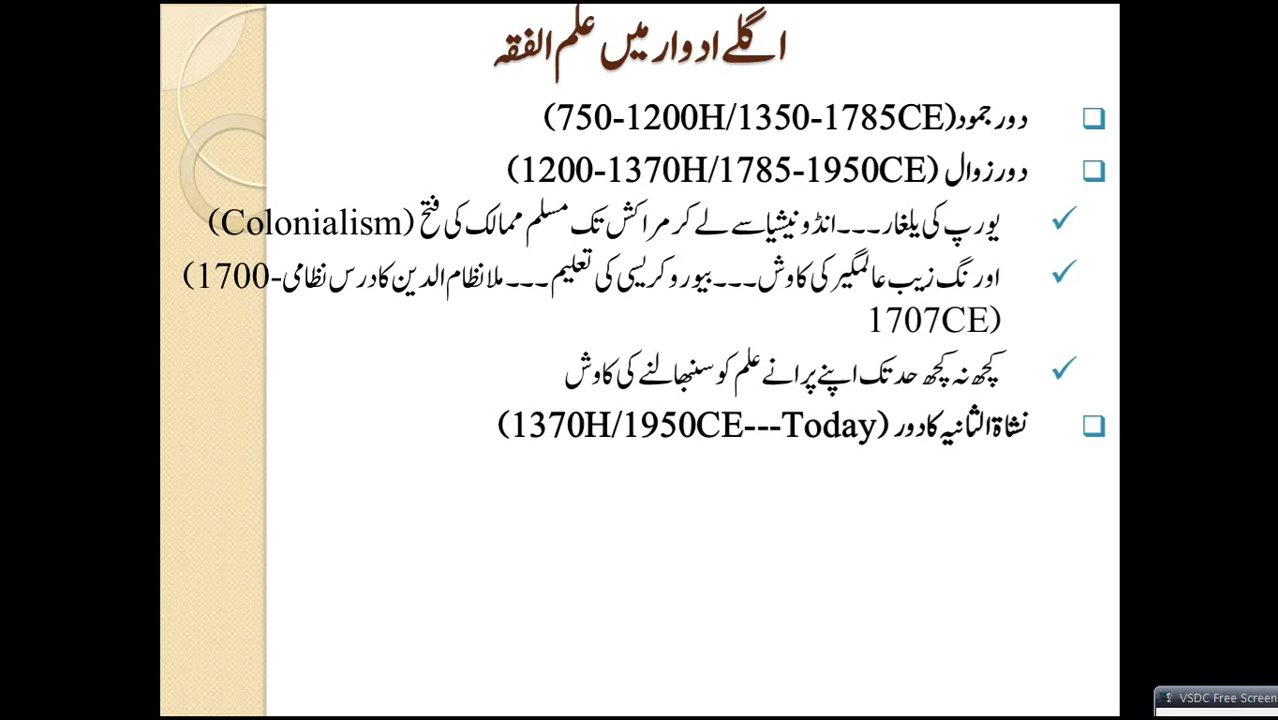 اگلے ادوار میں علم الفقہ
دور جمود (750-1200H/1350-1785CE)
دور زوال (1200-1370H/1785-1950CE)
یورپ کی یلغار۔۔۔انڈونیشیا سے لے کر مراکش تک مسلم ممالک کی فتح (Colonialism)
اورنگ زیب عالمگیر کی کاوش۔۔۔بیوروکریسی کی تعلیم۔۔۔ملا نظام الدین کا درس نظامی (1700-
1707CE)
کچھ نہ کچھ حد تک اپنے پرانے علم کو سنبھالنے کی کاوش
نشاۃ الثانیہ کا دور (1370H/1950CE---Today)
VSDC Free Screen